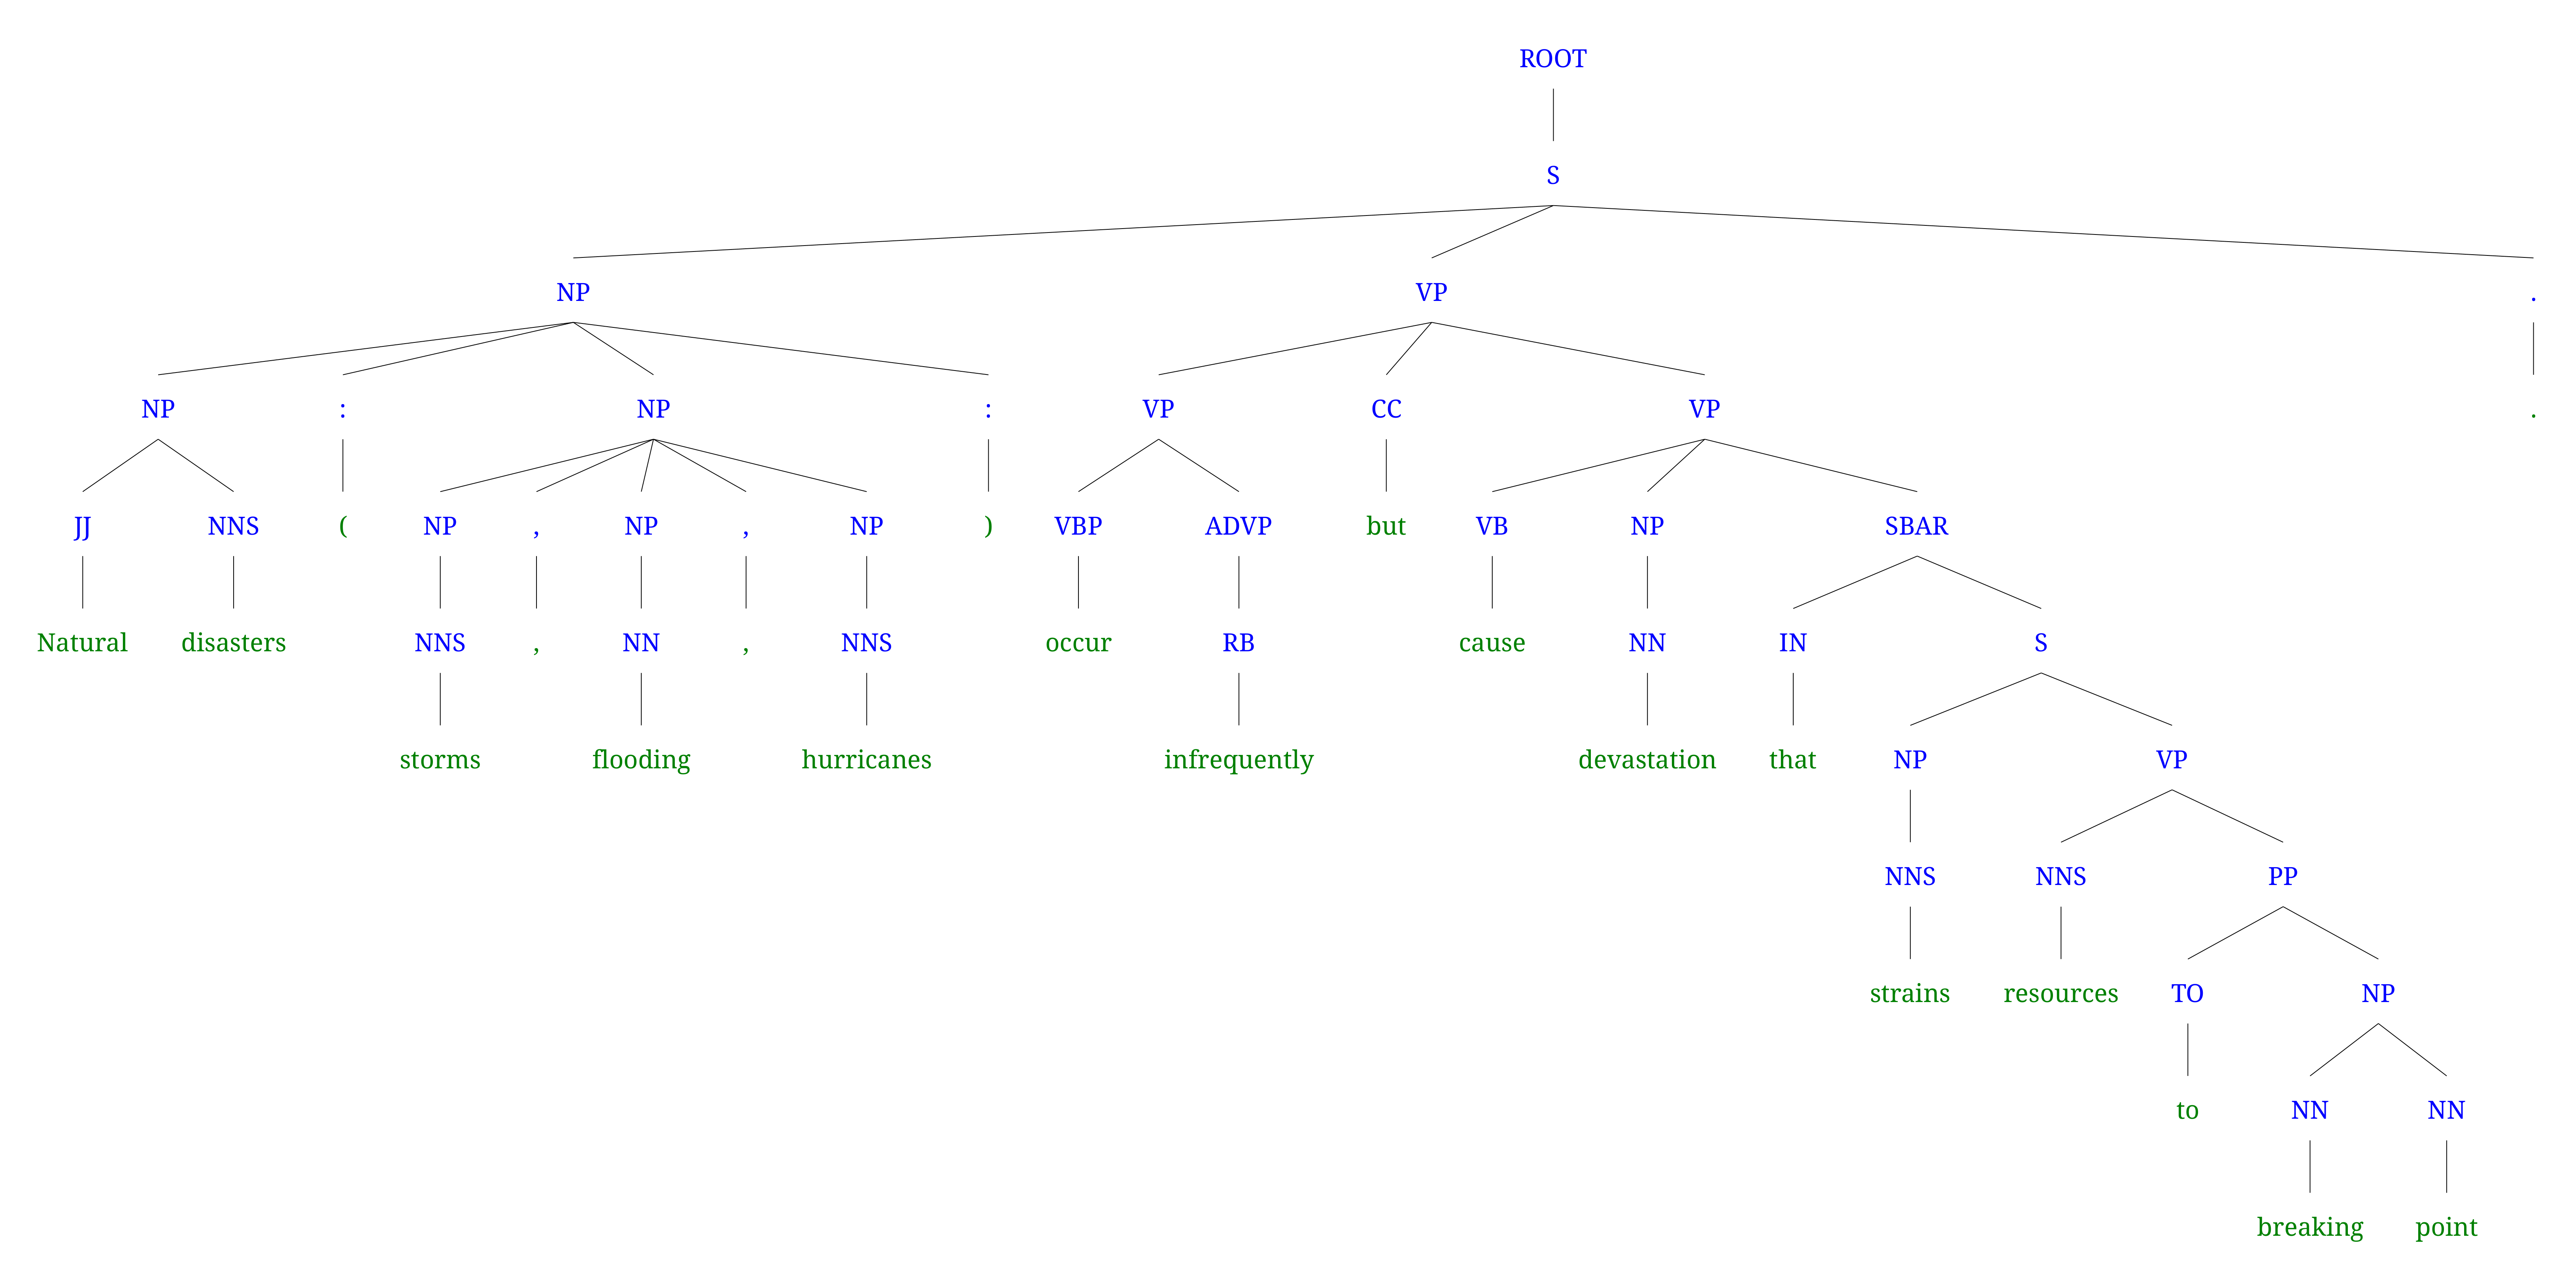 ROOT
S
NP VP .
NP : NP : VP CC VP .
JJ NNS ( NP , NP , NP ) VBP ADVP but VB NP SBAR
Natural disasters NNS , NN , NNS occur RB cause NN IN S
storms flooding hurricanes infrequently devastation that NP VP
NNS NNS PP
strains resources TO NP
to NN NN
breaking point